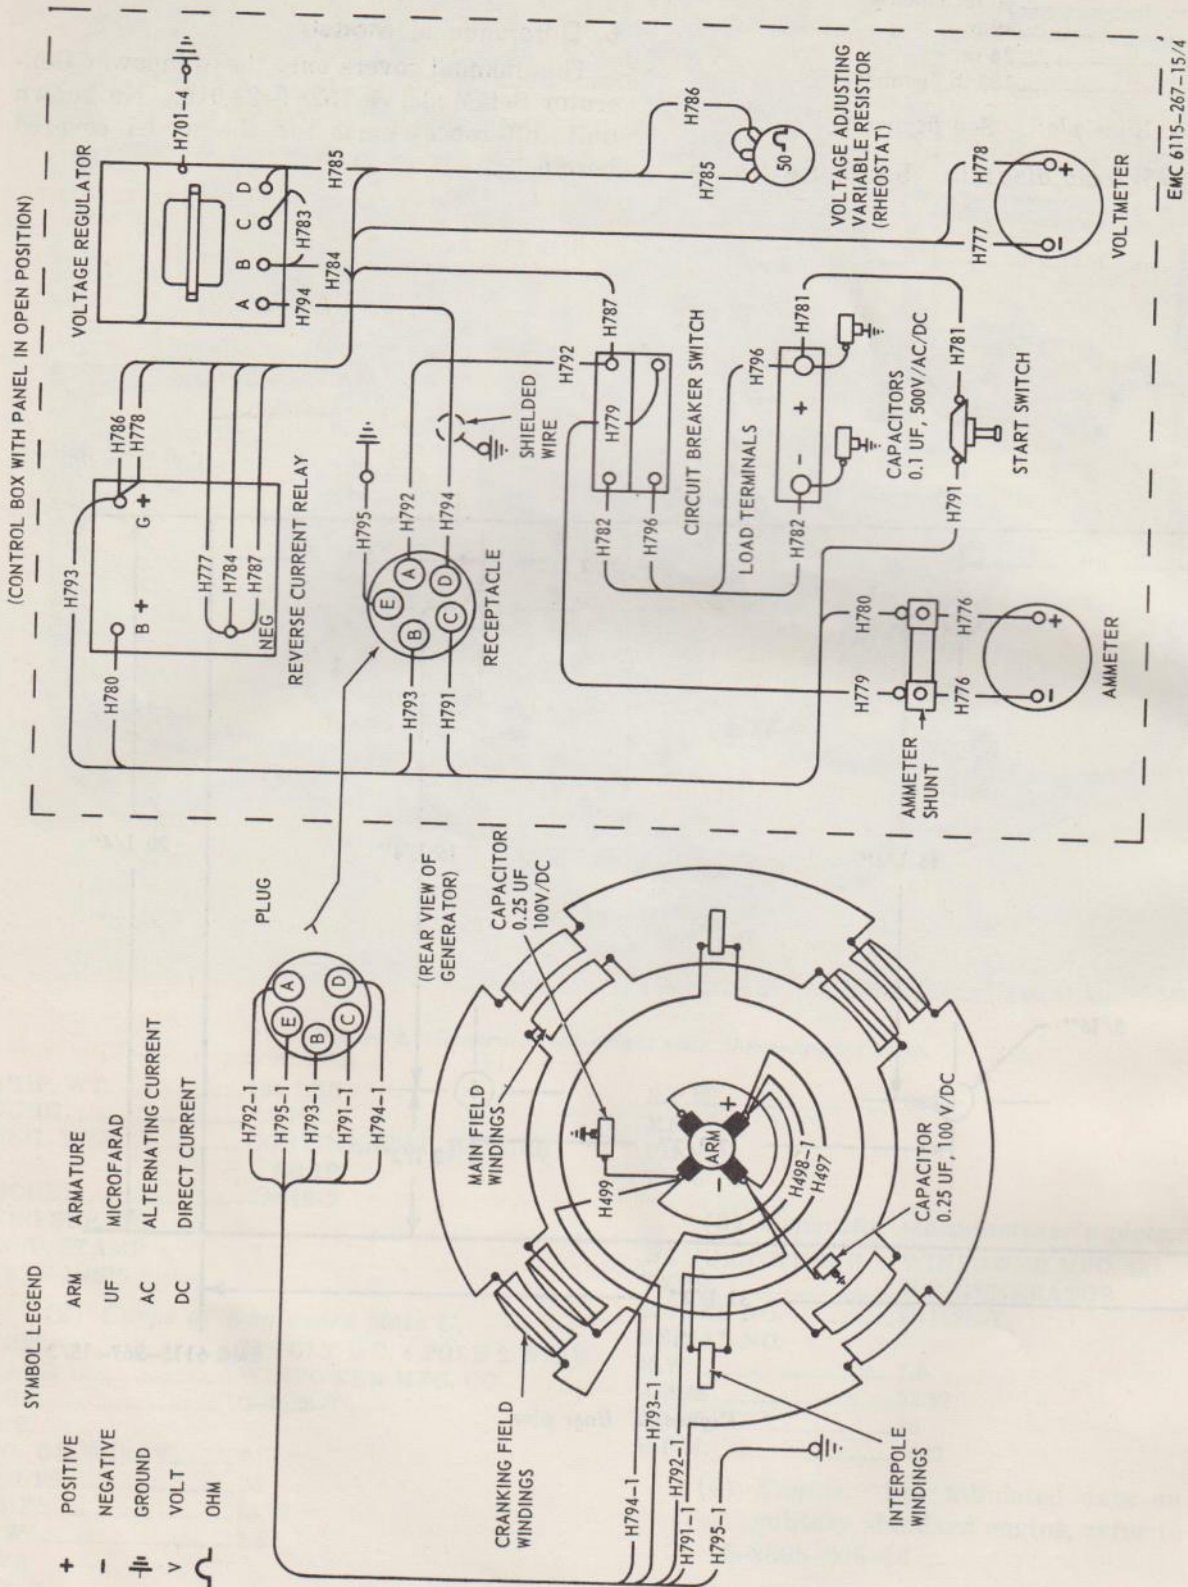 (CONTROL BOX WITH PANEL IN OPEN POSITION)
VOLTAGE REGULATOR
H701-4
A B C D
H794
H784
H783
H785
H785
H786
50
VOLTAGE ADJUSTING
VARIABLE RESISTOR
(RHEOSTAT)
H777
H778
- +
VOLTMETER
H793
H786
H778
G +
B +
H780
H777
H784
H787
NEG
REVERSE CURRENT RELAY
H795
H792
H794
SHIELDED
WIRE
E A D B C
H793
H791
RECEPTACLE
H792
H787
H779
H782
H796
CIRCUIT BREAKER SWITCH
H796
H781
- +
H782
LOAD TERMINALS
CAPACITORS
0.1 UF, 500V/AC/DC
H781
H791
START SWITCH
H779
H780
H776
H776
- +
AMMETER
AMMETER
SHUNT
EMC 6115-267-15/4
SYMBOL LEGEND
+ POSITIVE ARM ARMATURE
- NEGATIVE UF MICROFARAD
GROUND AC ALTERNATING CURRENT
V VOLT DC DIRECT CURRENT
OHM
PLUG
A E B C D
H792-1
H795-1
H793-1
H791-1
H794-1
(REAR VIEW OF
GENERATOR)
CAPACITOR
0.25 UF
100V/DC
MAIN FIELD
WINDINGS
H499
ARM
- +
H498-1
H497
CAPACITOR
0.25 UF, 100 V/DC
CRANKING FIELD
WINDINGS
H794-1
H793-1
H792-1
H791-1
H795-1
INTERPOLE
WINDINGS